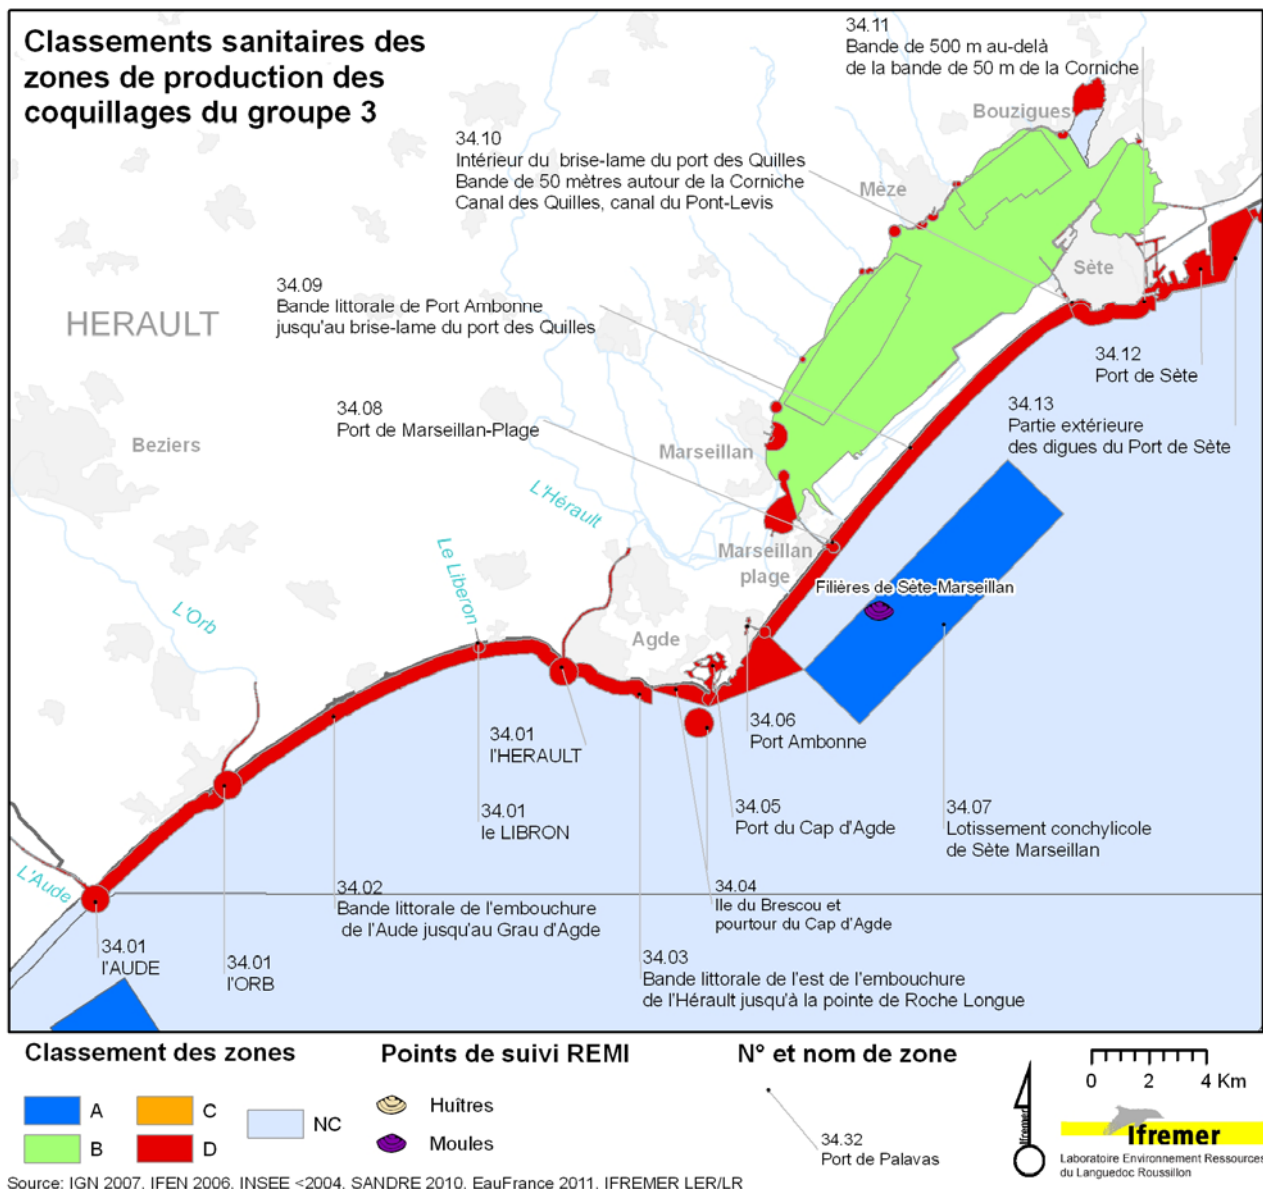 Classements sanitaires des
zones de production des
coquillages du groupe 3
34.11
Bande de 500 m au-delà
de la bande de 50 m de la Corniche
Bouzigues
34.10
Intérieur du brise-lame du port des Quilles
Bande de 50 mètres autour de la Corniche
Canal des Quilles, canal du Pont-Levis
Mèze
Sète
34.09
Bande littorale de Port Ambonne
jusqu'au brise-lame du port des Quilles
HERAULT
34.12
Port de Sète
34.08
Port de Marseillan-Plage
34.13
Partie extérieure
des digues du Port de Sète
Beziers
Marseillan
L'Hérault
Le Liberon
Marseillan
plage
Filières de Sète-Marseillan
L'Orb
Agde
34.06
Port Ambonne
34.01
l'HERAULT
34.01
le LIBRON
34.05
Port du Cap d'Agde
34.07
Lotissement conchylicole
de Sète Marseillan
L'Aude
34.02
Bande littorale de l'embouchure
de l'Aude jusqu'au Grau d'Agde
34.04
Ile du Brescou et
pourtour du Cap d'Agde
34.01
l'AUDE
34.01
l'ORB
34.03
Bande littorale de l'est de l'embouchure
de l'Hérault jusqu'à la pointe de Roche Longue
Classement des zones
A
B
C
D
NC
Points de suivi REMI
Huîtres
Moules
N° et nom de zone
34.32
Port de Palavas
Ifremer
0 2 4 Km
Ifremer
Laboratoire Environnement Ressources
du Languedoc Roussillon
Source: IGN 2007, IFEN 2006, INSEE <2004, SANDRE 2010, EauFrance 2011, IFREMER LER/LR